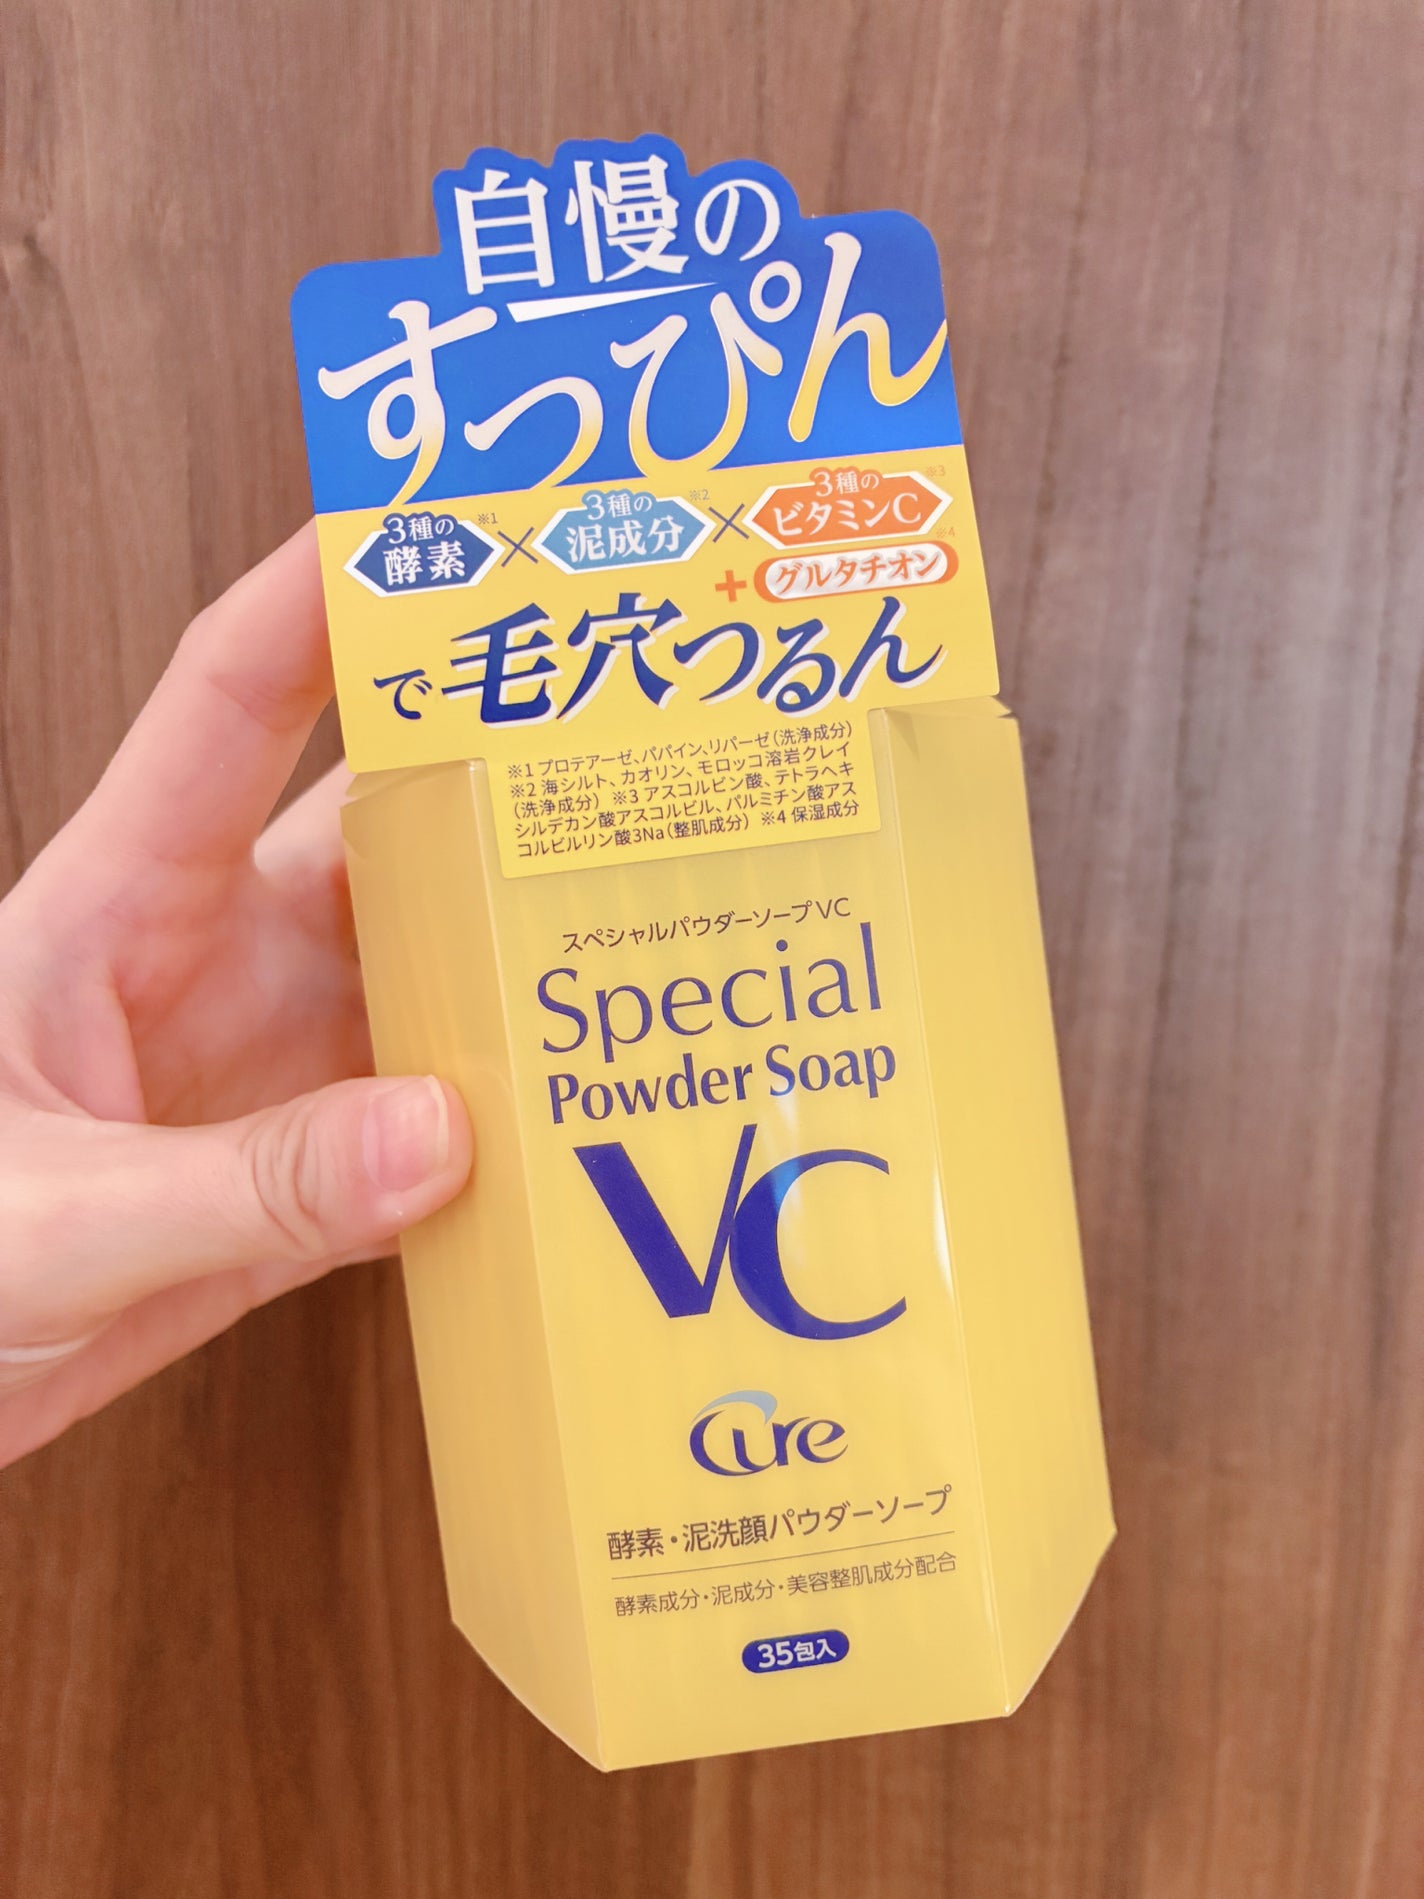 自慢の
すっぴん
3種の
酵素
※1
×
3種の
泥成分
※2
×
3種の
ビタミンC
※3
+
グルタチオン
※4
で毛穴つるん
※1 プロテアーゼ、パパイン、リパーゼ(洗浄成分)
※2 海シルト、カオリン、モロッコ溶岩クレイ
(洗浄成分) ※3 アスコルビン酸、テトラヘキ
シルデカン酸アスコルビル、パルミチン酸アス
コルビルリン酸3Na(整肌成分) ※4 保湿成分
スペシャルパウダーソープVC
Special
Powder Soap
VC
Cure
酵素・泥洗顔パウダーソープ
酵素成分・泥成分・美容整肌成分配合
35包入